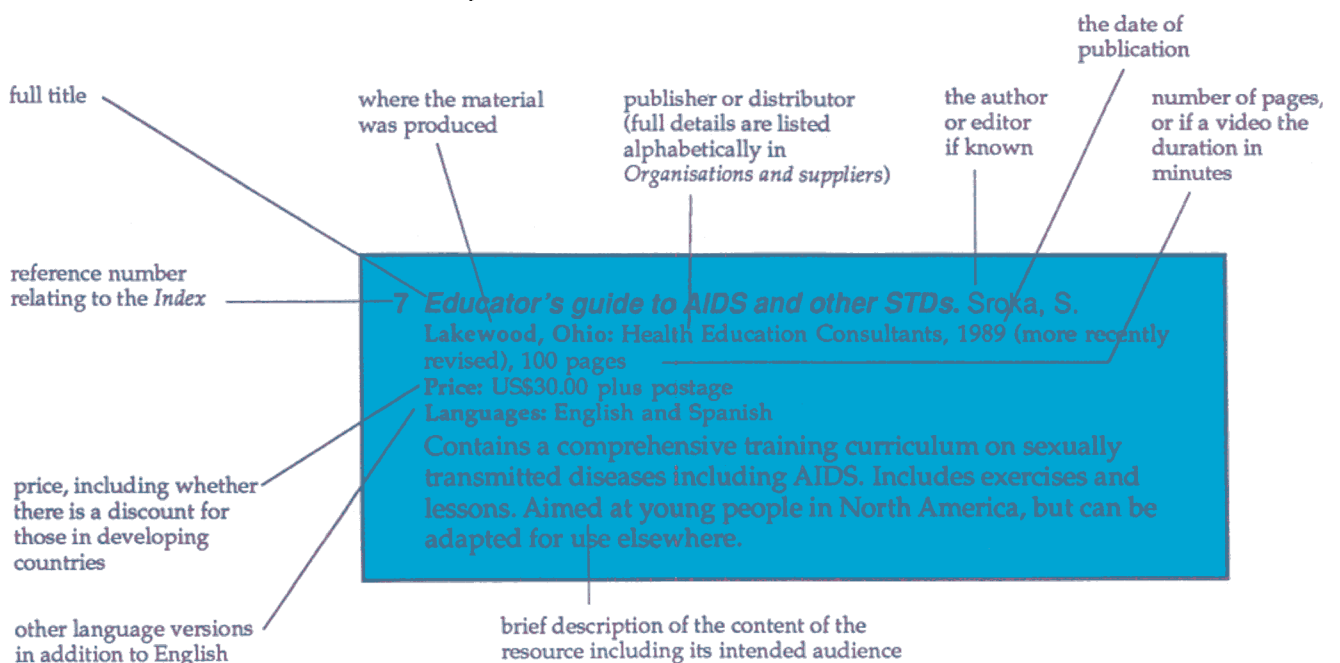 the date of
publication
full title
where the material
was produced
publisher or distributor
(full details are listed
alphabetically in
Organisations and suppliers)
the author
or editor
if known
number of pages,
or if a video the
duration in
minutes
reference number
relating to the Index
7 Educator's guide to AIDS and other STDs. Sroka, S.
Lakewood, Ohio: Health Education Consultants, 1989 (more recently
revised), 100 pages
Price: US$30.00 plus postage
Languages: English and Spanish
Contains a comprehensive training curriculum on sexually
transmitted diseases including AIDS. Includes exercises and
lessons. Aimed at young people in North America, but can be
adapted for use elsewhere.
price, including whether
there is a discount for
those in developing
countries
other language versions
in addition to English
brief description of the content of the
resource including its intended audience